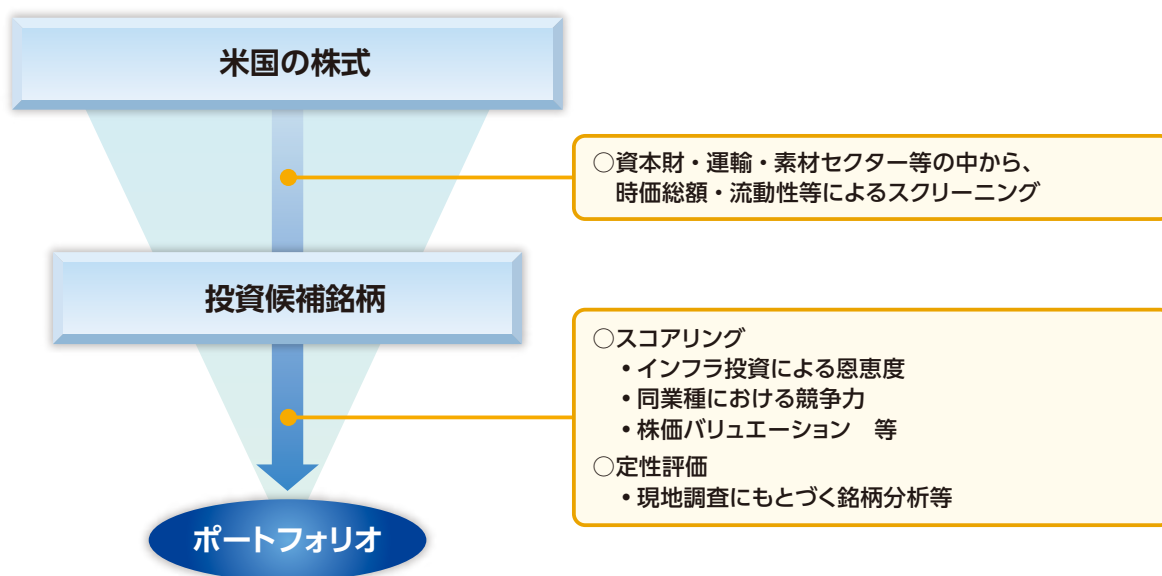 米国の株式
○資本財・運輸・素材セクター等の中から、
時価総額・流動性等によるスクリーニング
投資候補銘柄
○スコアリング
・インフラ投資による恩恵度
・同業種における競争力
・株価バリュエーション　等
○定性評価
・現地調査にもとづく銘柄分析等
ポートフォリオ